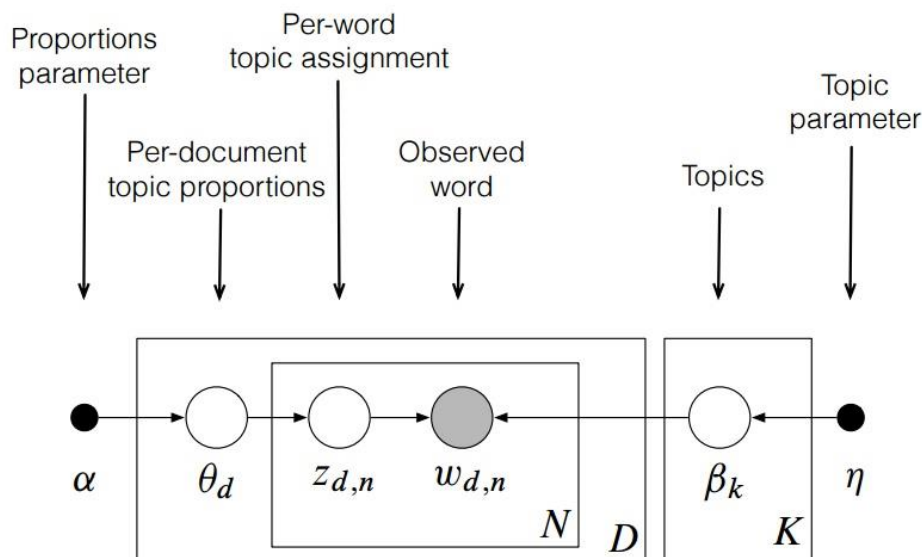 Proportions
parameter
Per-word
topic assignment
Topic
parameter
Per-document
topic proportions
Observed
word
Topics
α
θd
zd,n
wd,n
N
D
βk
K
η